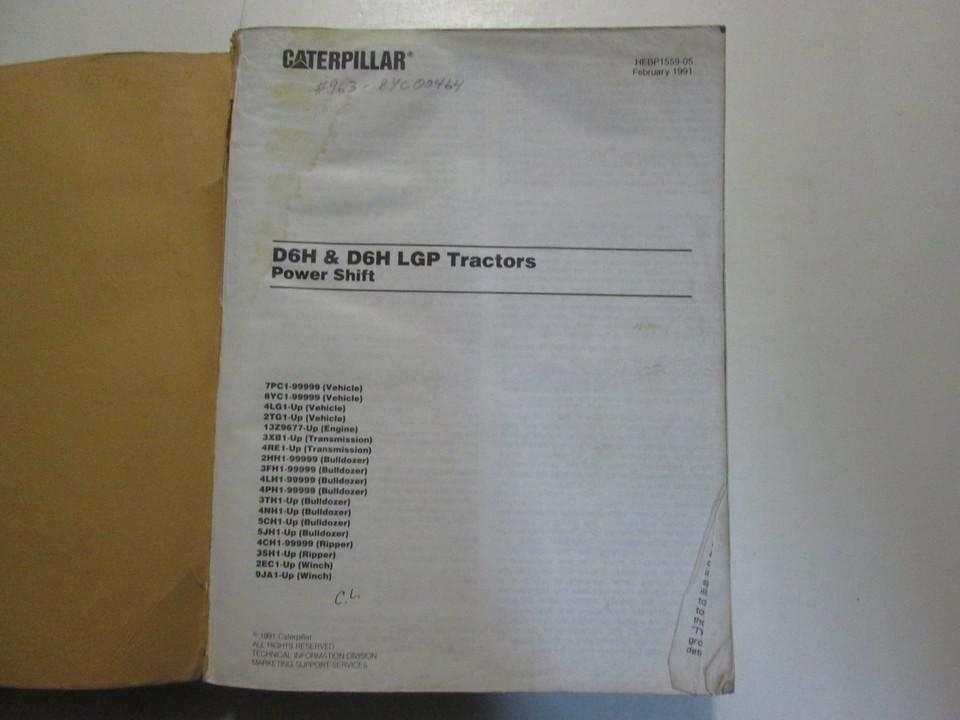 CATERPILLAR®
HEBP1559-05
February 1991
#963 - 8YC00464
D6H & D6H LGP Tractors
Power Shift
7PC1-99999 (Vehicle)
8YC1-99999 (Vehicle)
4LG1-Up (Vehicle)
2TG1-Up (Vehicle)
13Z9677-Up (Engine)
3XB1-Up (Transmission)
4RE1-Up (Transmission)
2HH1-99999 (Bulldozer)
3FH1-99999 (Bulldozer)
4LH1-99999 (Bulldozer)
4PH1-99999 (Bulldozer)
3TH1-Up (Bulldozer)
4NH1-Up (Bulldozer)
5CH1-Up (Bulldozer)
5JH1-Up (Bulldozer)
4CH1-99999 (Ripper)
3SH1-Up (Ripper)
2EC1-Up (Winch)
9JA1-Up (Winch)
C.L.
© 1991 Caterpillar
ALL RIGHTS RESERVED
TECHNICAL INFORMATION DIVISION
MARKETING SUPPORT SERVICES
to
to
gro
des